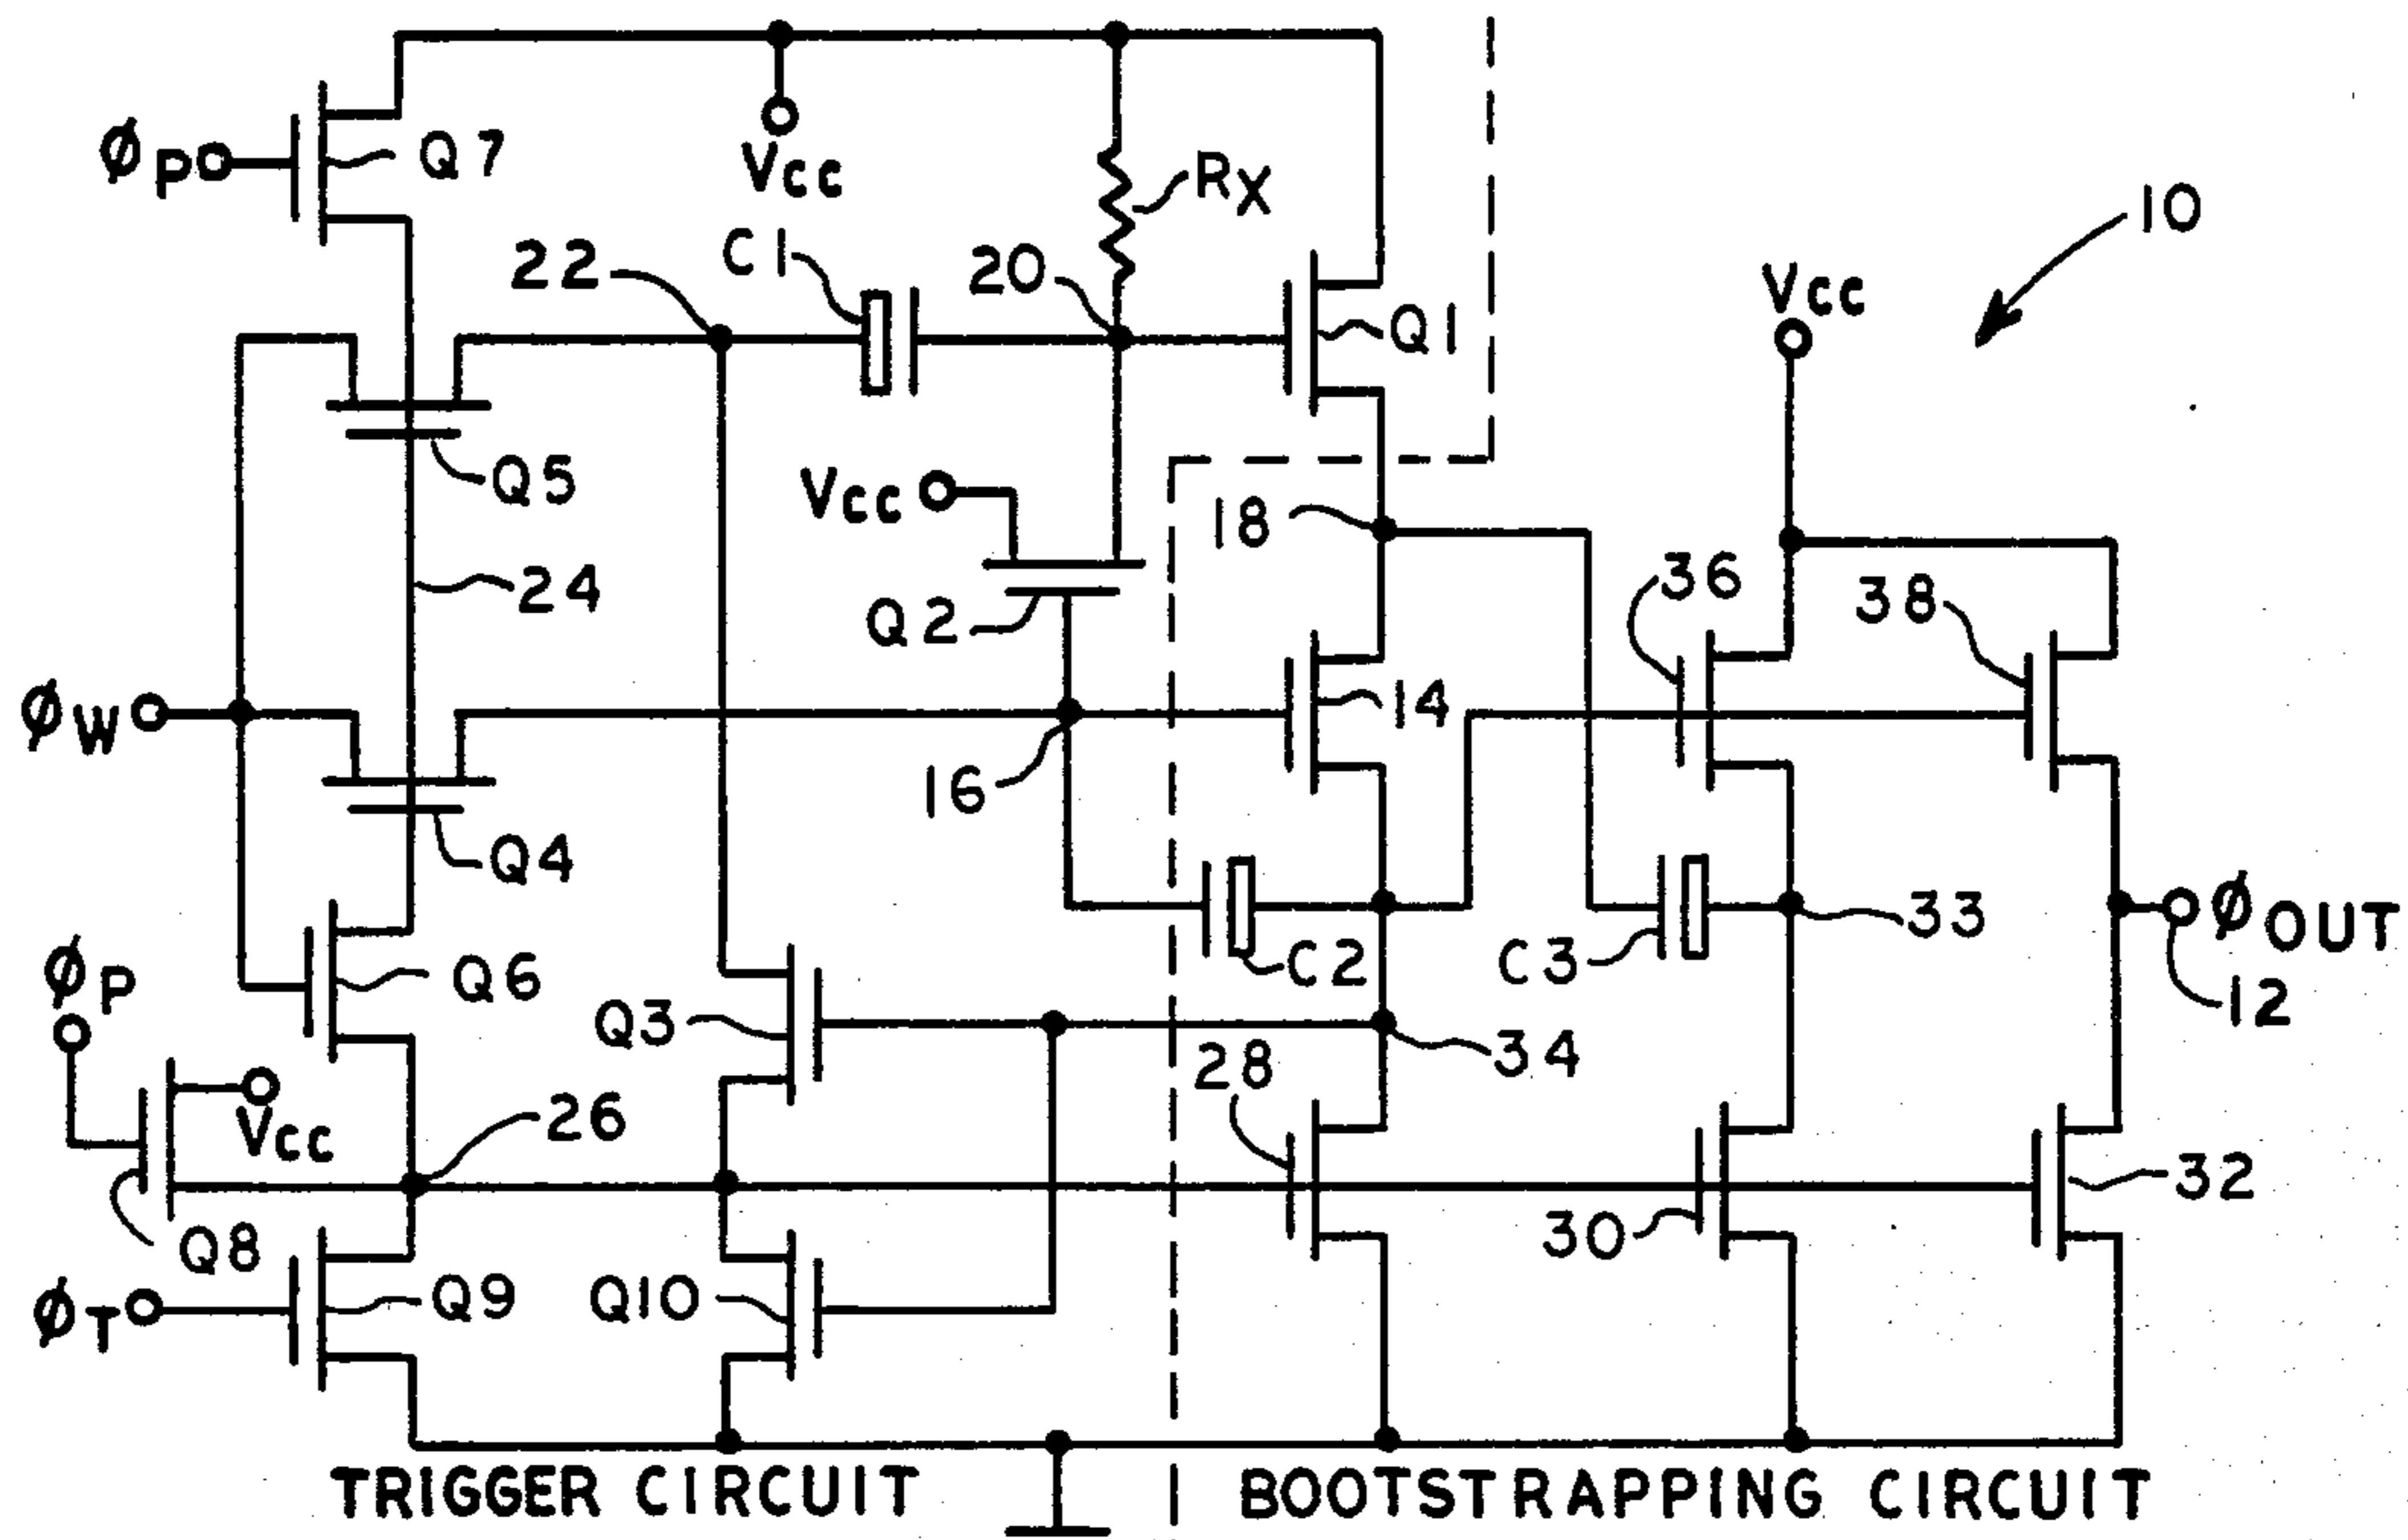 ØP
Q7
VCC
RX
10
22
C1
20
Q1
VCC
Q5
VCC
18
24
Q2
36
38
ØW
14
16
Q4
C2
C3
33
ØOUT
12
ØP
Q6
Q3
34
28
VCC
26
Q8
30
32
ØT
Q9
Q10
TRIGGER CIRCUIT
BOOTSTRAPPING CIRCUIT